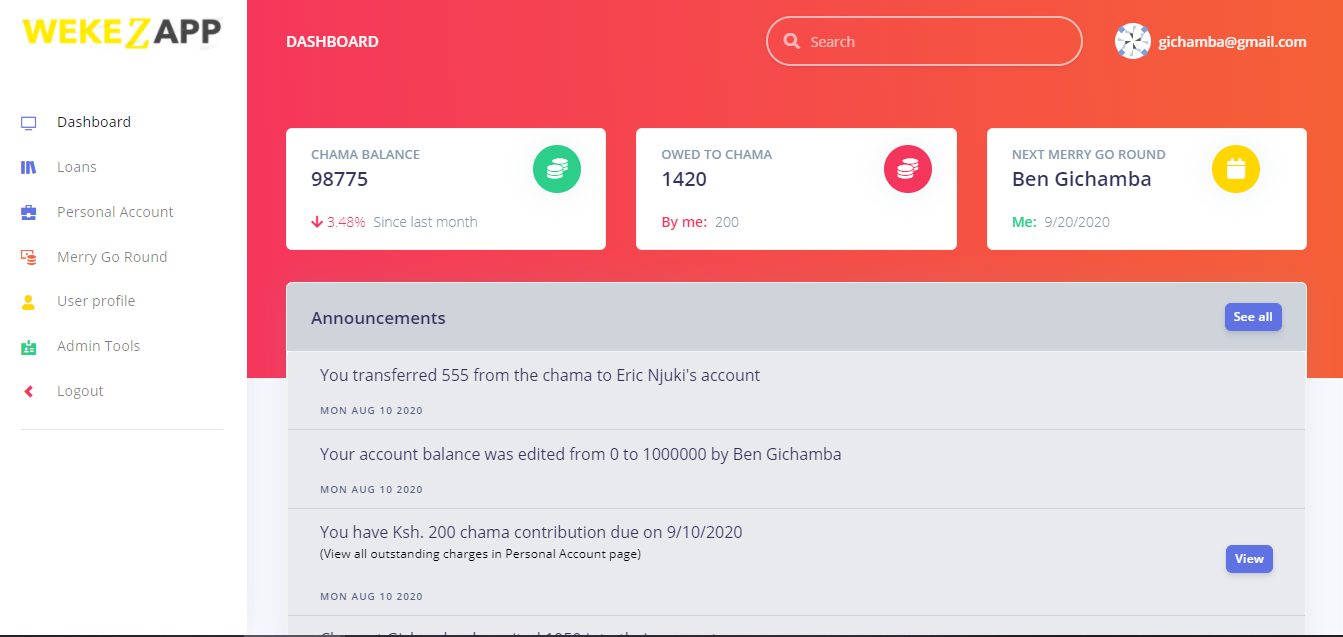 WEKEZAPP
DASHBOARD
Search
gichamba@gmail.com
Dashboard
Loans
Personal Account
Merry Go Round
User profile
Admin Tools
Logout
CHAMA BALANCE
98775
3.48% Since last month
OWED TO CHAMA
1420
By me: 200
NEXT MERRY GO ROUND
Ben Gichamba
Me: 9/20/2020
Announcements
See all
You transferred 555 from the chama to Eric Njuki's account
MON AUG 10 2020
Your account balance was edited from 0 to 1000000 by Ben Gichamba
MON AUG 10 2020
You have Ksh. 200 chama contribution due on 9/10/2020
(View all outstanding charges in Personal Account page)
View
MON AUG 10 2020